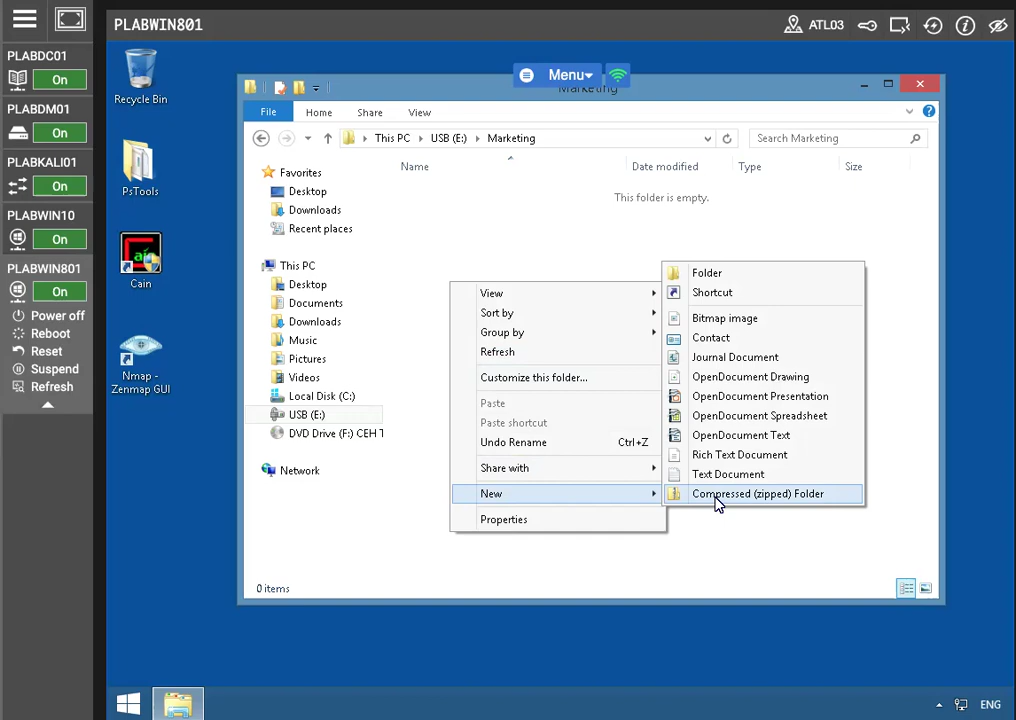 PLABWIN801
ATL03
PLABDC01
On
PLABDM01
On
PLABKALI01
On
PLABWIN10
On
PLABWIN801
On
Power off
Reboot
Reset
Suspend
Refresh
Recycle Bin
PsTools
Cain
Nmap -
Zenmap GUI
Menu
Marketing
File
Home
Share
View
This PC
USB (E:)
Marketing
Search Marketing
Name
Date modified
Type
Size
This folder is empty.
Favorites
Desktop
Downloads
Recent places
This PC
Desktop
Documents
Downloads
Music
Pictures
Videos
Local Disk (C:)
USB (E:)
DVD Drive (F:) CEH T
Network
View
Sort by
Group by
Refresh
Customize this folder...
Paste
Paste shortcut
Undo Rename Ctrl+Z
Share with
New
Properties
Folder
Shortcut
Bitmap image
Contact
Journal Document
OpenDocument Drawing
OpenDocument Presentation
OpenDocument Spreadsheet
OpenDocument Text
Rich Text Document
Text Document
Compressed (zipped) Folder
0 items
ENG